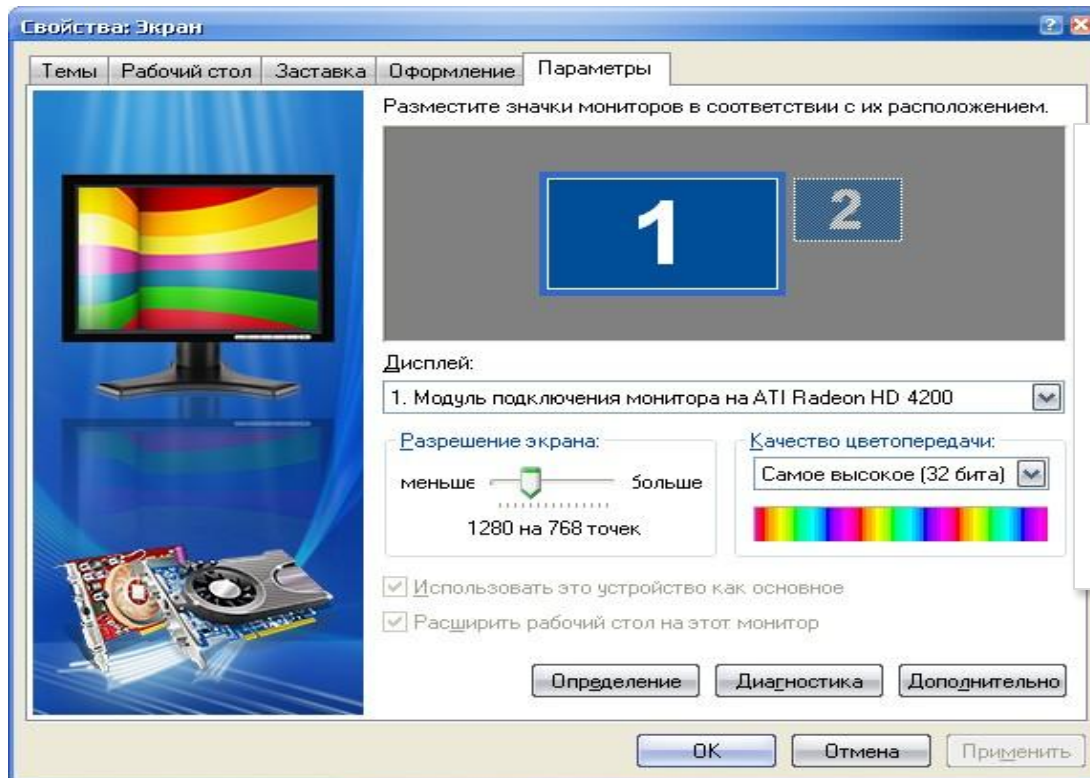 Свойства: Экран
Темы Рабочий стол Заставка Оформление Параметры
Разместите значки мониторов в соответствии с их расположением.
1 2
Дисплей:
1. Модуль подключения монитора на ATI Radeon HD 4200
Разрешение экрана: Качество цветопередачи:
меньше больше Самое высокое (32 бита)
1280 на 768 точек
Использовать это устройство как основное
Расширить рабочий стол на этот монитор
Определение Диагностика Дополнительно
OK Отмена Применить